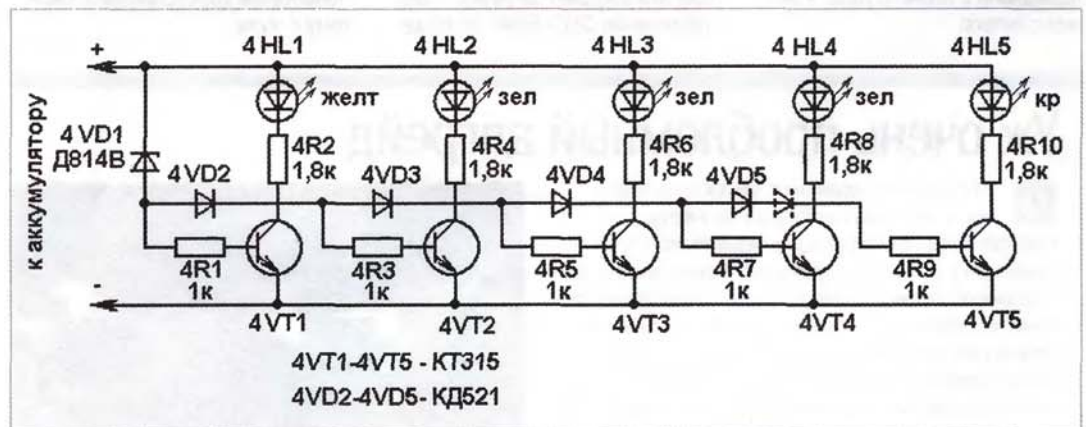 +
4 HL1
4 HL2
4 HL3
4 HL4
4 HL5
желт
зел
зел
зел
кр
4 VD1
Д814В
4R2
1,8к
4R4
1,8к
4R6
1,8к
4R8
1,8к
4R10
1,8к
4VD2
4VD3
4VD4
4VD5
к аккумулятору
4R1
1к
4R3
1к
4R5
1к
4R7
1к
4R9
1к
-
4VT1
4VT2
4VT3
4VT4
4VT5
4VT1-4VT5 - КТ315
4VD2-4VD5- КД521